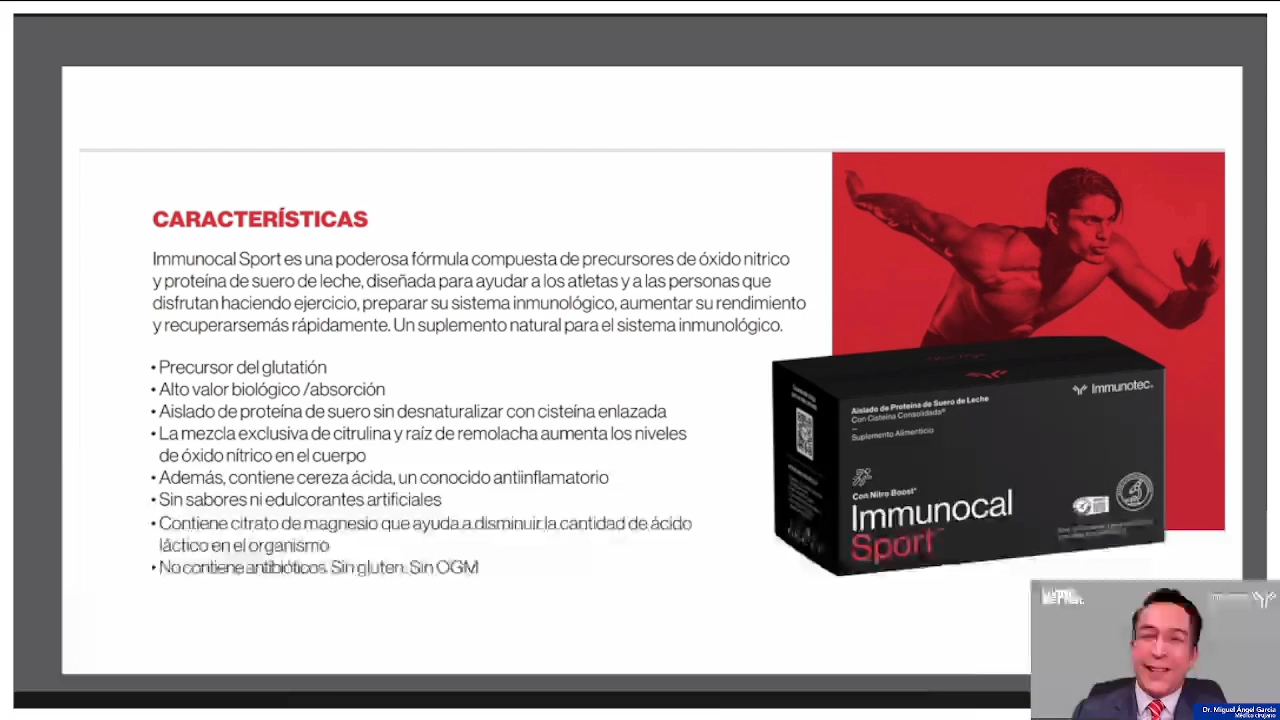 CARACTERÍSTICAS
Immunocal Sport es una poderosa fórmula compuesta de precursores de óxido nitrico
y proteína de suero de leche, diseñada para ayudar a los atletas y a las personas que
disfrutan haciendo ejercicio, preparar su sistema inmunológico, aumentar su rendimiento
y recuperarsemás rápidamente. Un suplemento natural para el sistema inmunológico.
• Precursor del glutatión
• Alto valor biológico /absorción
• Aislado de proteína de suero sin desnaturalizar con cisteína enlazada
• La mezcla exclusiva de citrulina y raíz de remolacha aumenta los niveles
de óxido nítrico en el cuerpo
• Además, contiene cereza ácida, un conocido antiinflamatorio
• Sin sabores ni edulcorantes artificiales
• Contiene citrato de magnesio que ayuda a disminuir la cantidad de ácido
láctico en el organismo
• No contiene antibióticos. Sin gluten. Sin OGM
Immunotec
Aislado de Proteína de Suero de Leche
Con Cisteína Consolidada
Suplemento Alimenticio
Con Nitro Boost
Immunocal
Sport
Dr. Miguel Ángel García
Médico cirujano